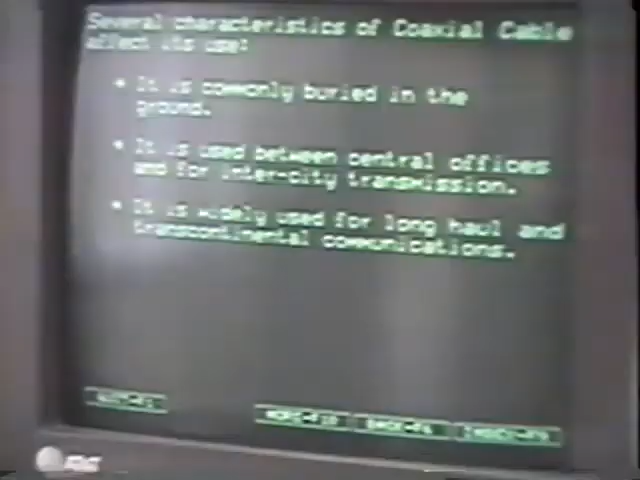 Several characteristics of Coaxial Cable
affect its use:
• It is commonly buried in the
ground.
• It is used between central offices
and for inter-city transmission.
• It is widely used for long haul and
transcontinental communications.
AT&T